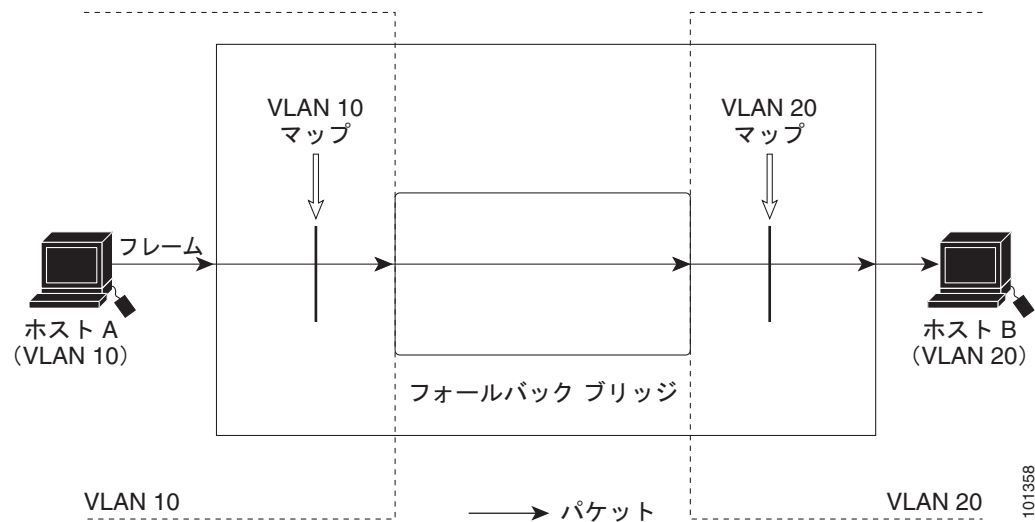 VLAN 10
マップ
VLAN 20
マップ
フレーム
ホスト A
（VLAN 10）
ホスト B
（VLAN 20）
フォールバック ブリッジ
VLAN 10
パケット
VLAN 20
101358